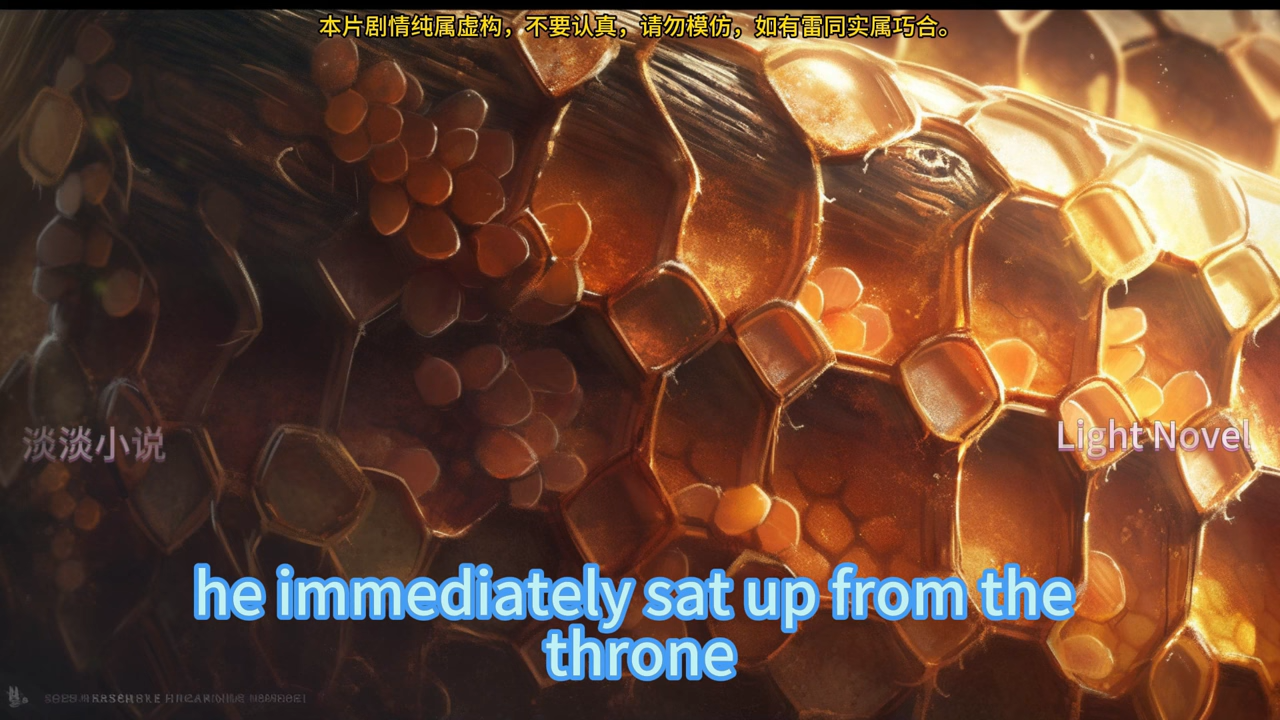 本片剧情纯属虚构，不要认真，请勿模仿，如有雷同实属巧合。
淡淡小说
Light Novel
he immediately sat up from the
throne